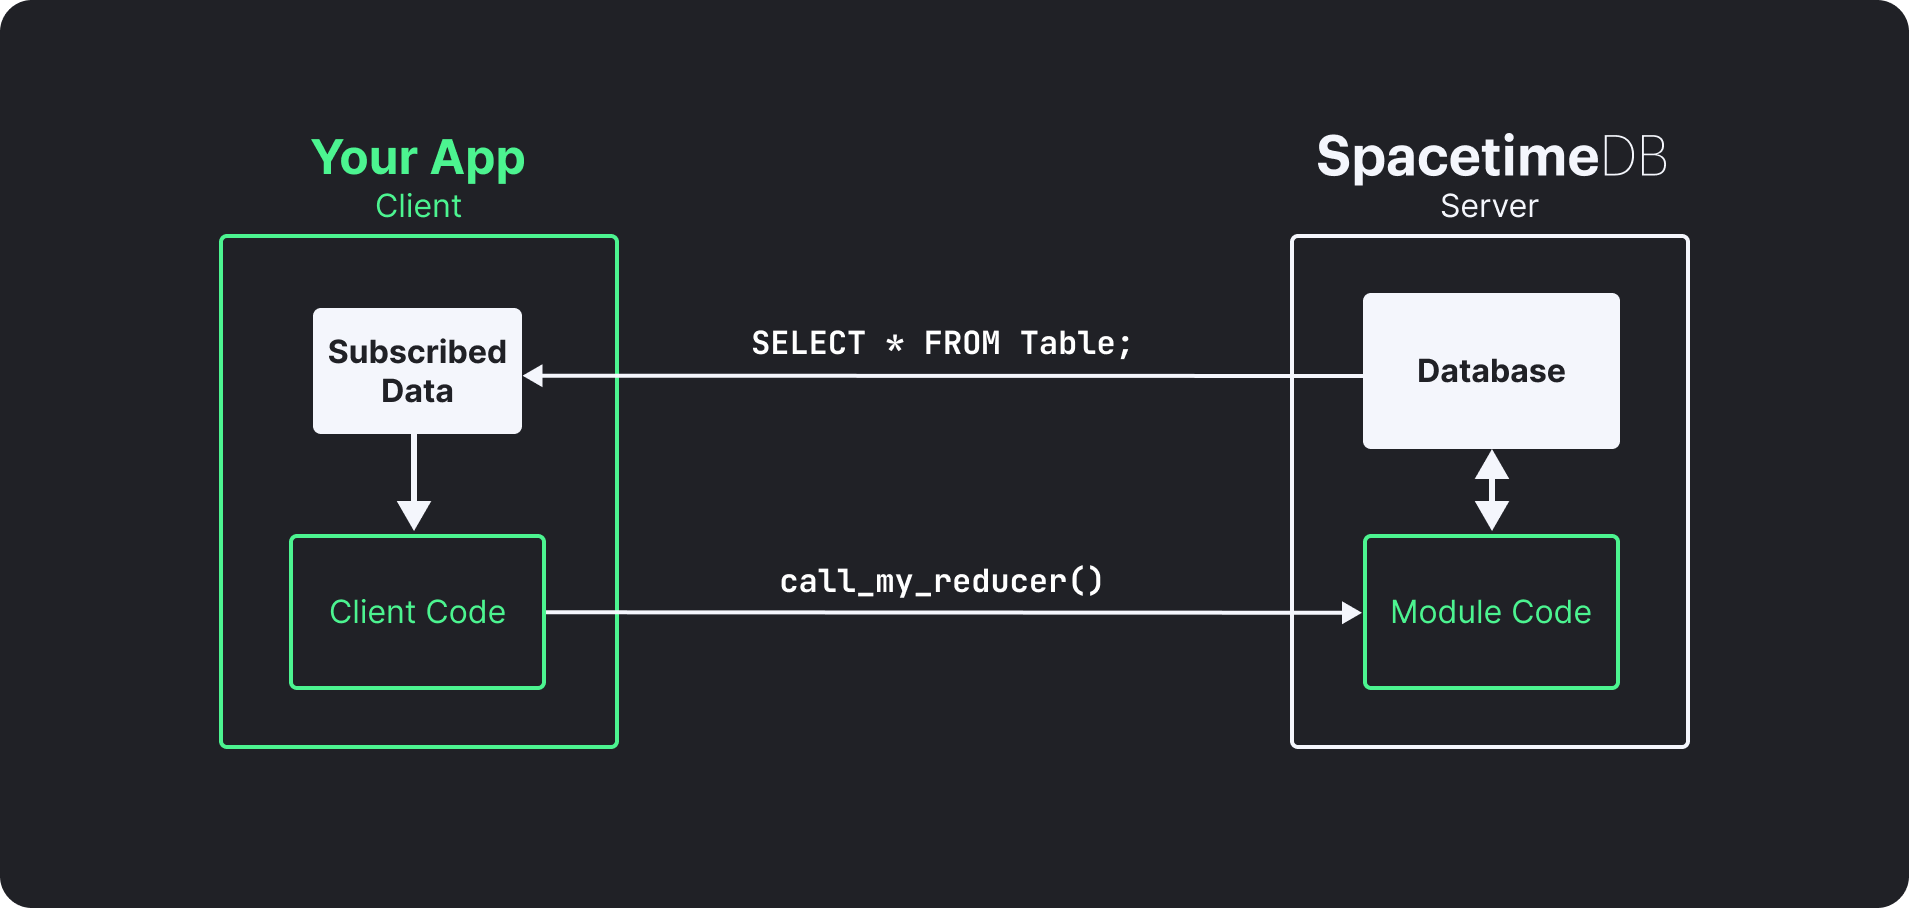 Your App
Client
SpacetimeDB
Server
Subscribed
Data
SELECT * FROM Table;
Database
Client Code
call_my_reducer()
Module Code